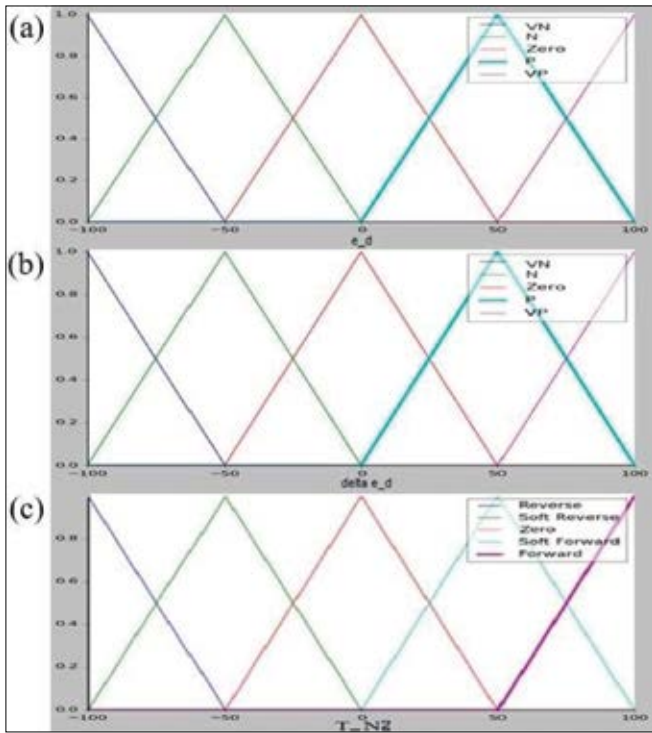 (a)
1.0
VN
N
Zero
P
VP
0.8
0.6
0.4
0.2
0.0
−100 −50 0 50 100
e_d
(b)
1.0
VN
N
Zero
P
VP
0.8
0.6
0.4
0.2
0.0
−100 −50 0 50 100
delta e_d
(c)
Reverse
Soft Reverse
Zero
Soft Forward
Forward
0.8
0.6
0.4
0.2
0.0
−100 −50 0 50 100
T_NZ